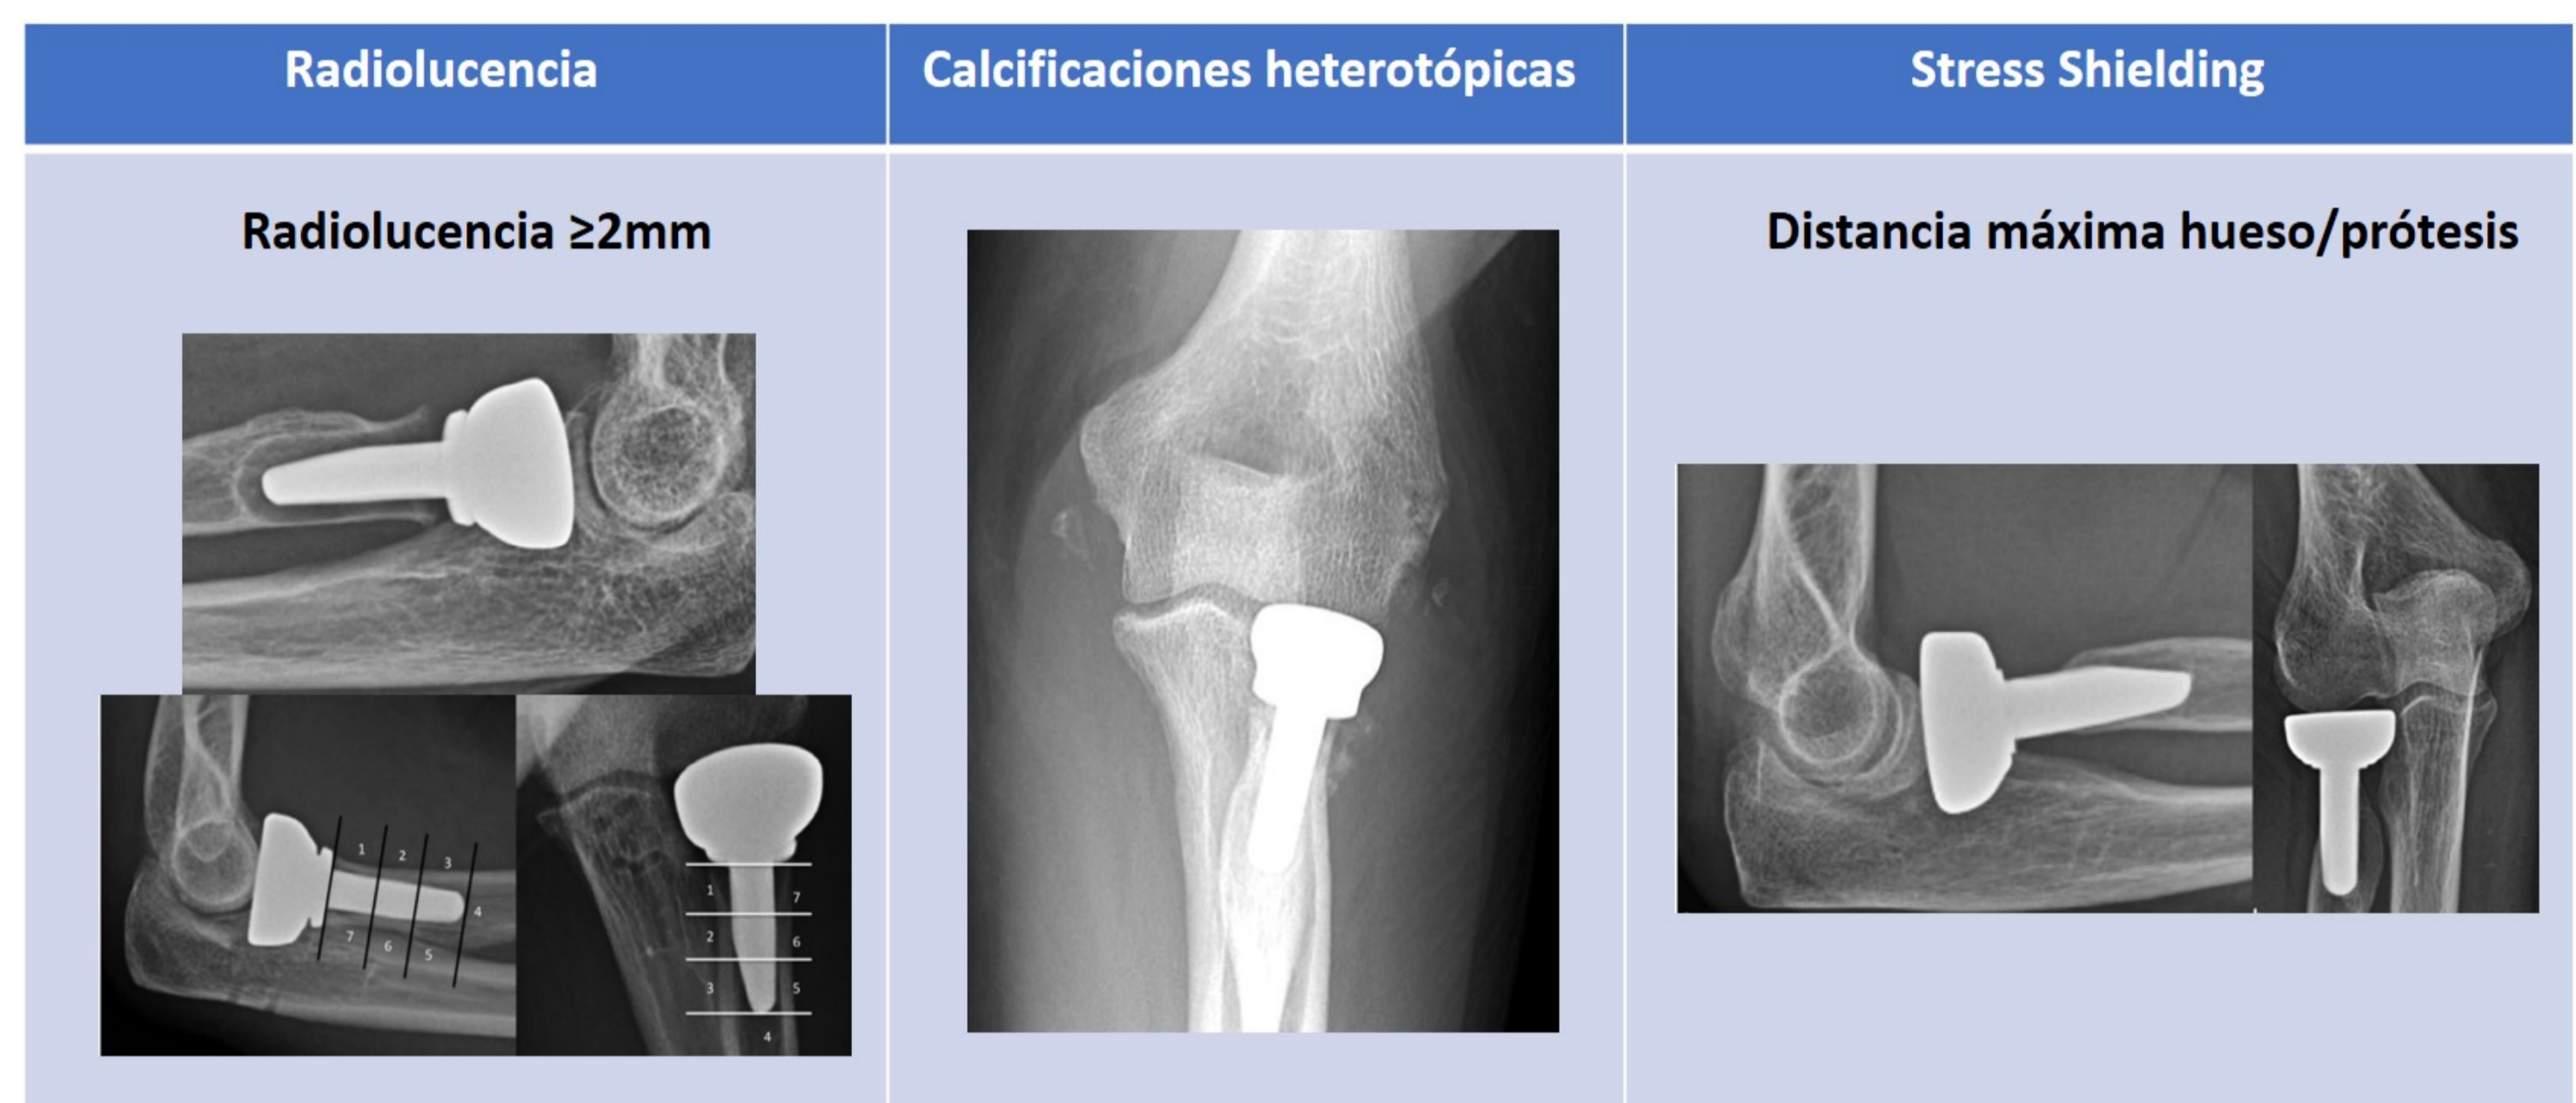 Radiolucencia
Calcificaciones heterotópicas
Stress Shielding
Radiolucencia ≥2mm
Distancia máxima hueso/prótesis
1
2
3
4
7
6
5
1
7
2
6
3
5
4